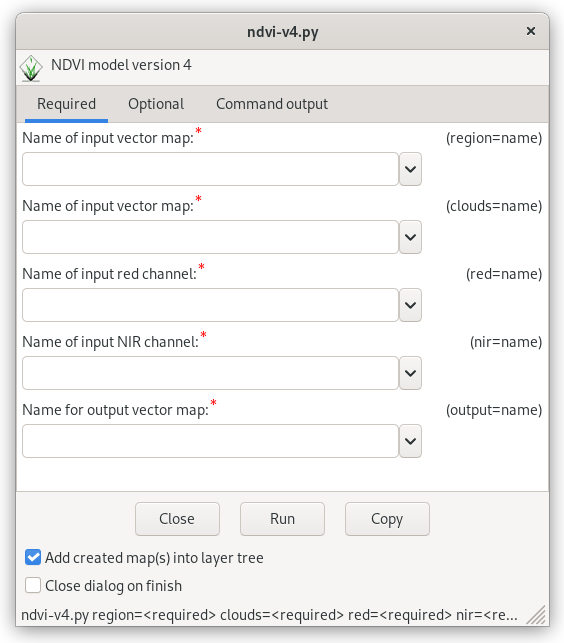 ndvi-v4.py
NDVI model version 4
Required Optional Command output
Name of input vector map:* (region=name)
Name of input vector map:* (clouds=name)
Name of input red channel:* (red=name)
Name of input NIR channel:* (nir=name)
Name for output vector map:* (output=name)
Close Run Copy
Add created map(s) into layer tree
Close dialog on finish
ndvi-v4.py region=<required> clouds=<required> red=<required> nir=<re...